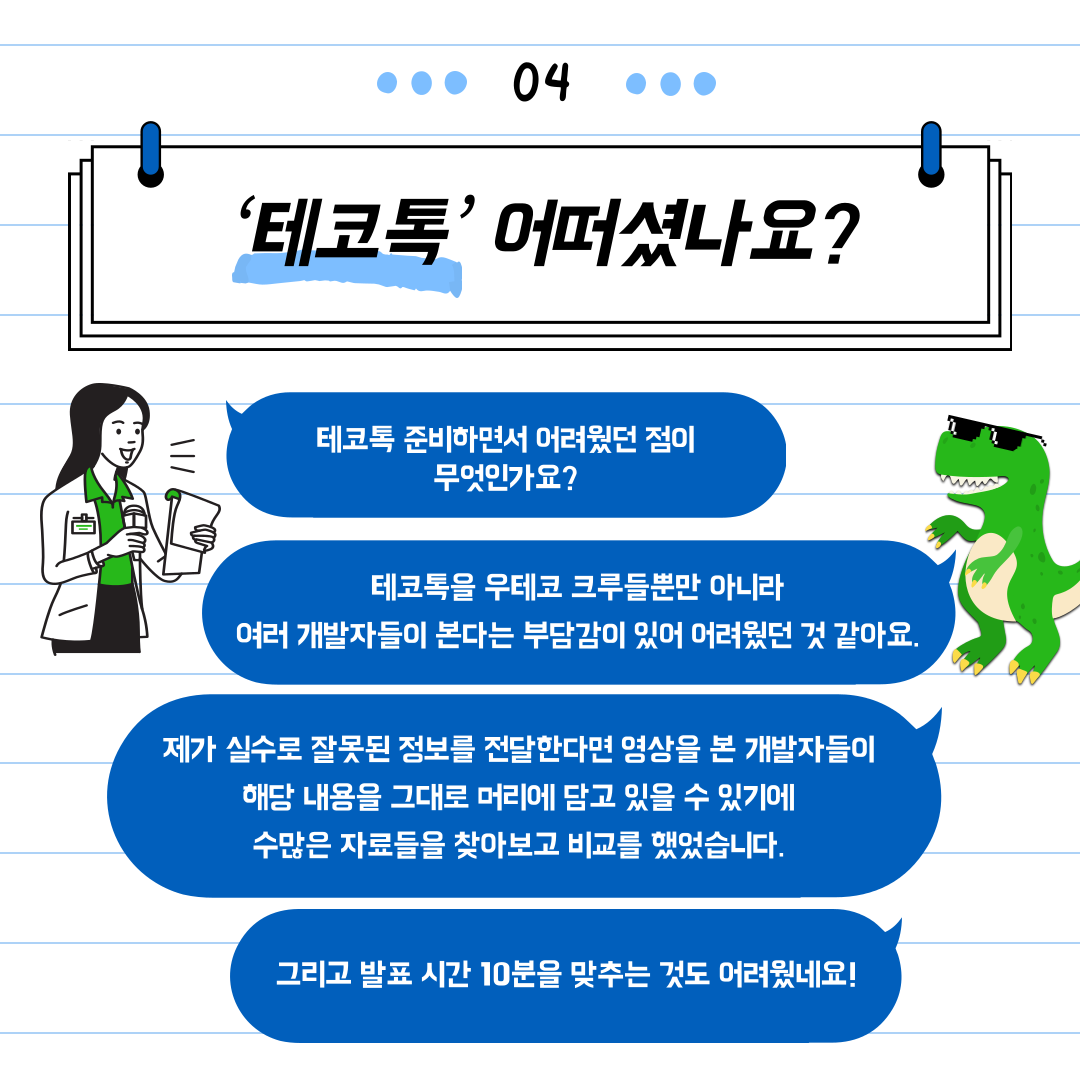 04
‘테코톡’ 어떠셨나요?
테코톡 준비하면서 어려웠던 점이
무엇인가요?
테코톡을 우테코 크루들뿐만 아니라
여러 개발자들이 본다는 부담감이 있어 어려웠던 것 같아요.
제가 실수로 잘못된 정보를 전달한다면 영상을 본 개발자들이
해당 내용을 그대로 머리에 담고 있을 수 있기에
수많은 자료들을 찾아보고 비교를 했었습니다.
그리고 발표 시간 10분을 맞추는 것도 어려웠네요!